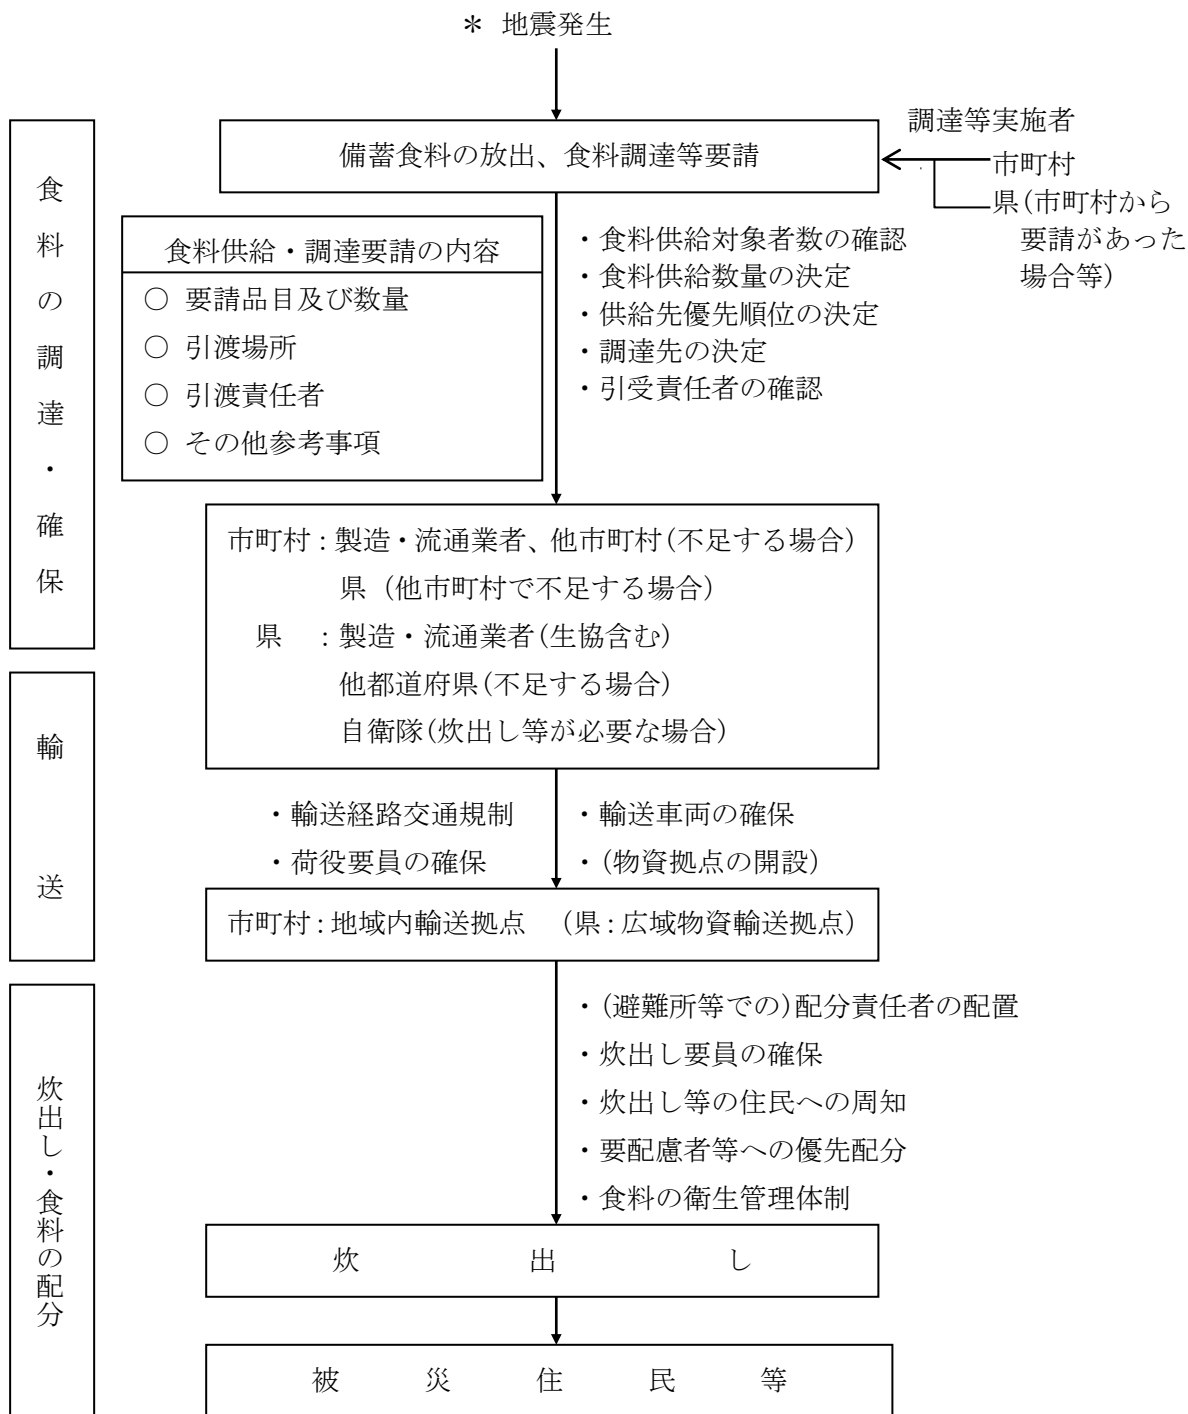 ＊ 地震発生
調達等実施者
備蓄食料の放出、食料調達等要請
市町村
県(市町村から
要請があった
場合等)
食料の調達・確保
食料供給・調達要請の内容
○ 要請品目及び数量
○ 引渡場所
○ 引渡責任者
○ その他参考事項
・食料供給対象者数の確認
・食料供給数量の決定
・供給先優先順位の決定
・調達先の決定
・引受責任者の確認
市町村：製造・流通業者、他市町村(不足する場合)
県 (他市町村で不足する場合)
県 ：製造・流通業者(生協含む)
他都道府県(不足する場合)
自衛隊(炊出し等が必要な場合)
輸送
・輸送経路交通規制
・荷役要員の確保
・輸送車両の確保
・(物資拠点の開設)
市町村：地域内輸送拠点 (県：広域物資輸送拠点)
炊出し・食料の配分
・(避難所等での)配分責任者の配置
・炊出し要員の確保
・炊出し等の住民への周知
・要配慮者等への優先配分
・食料の衛生管理体制
炊出し
被災住民等